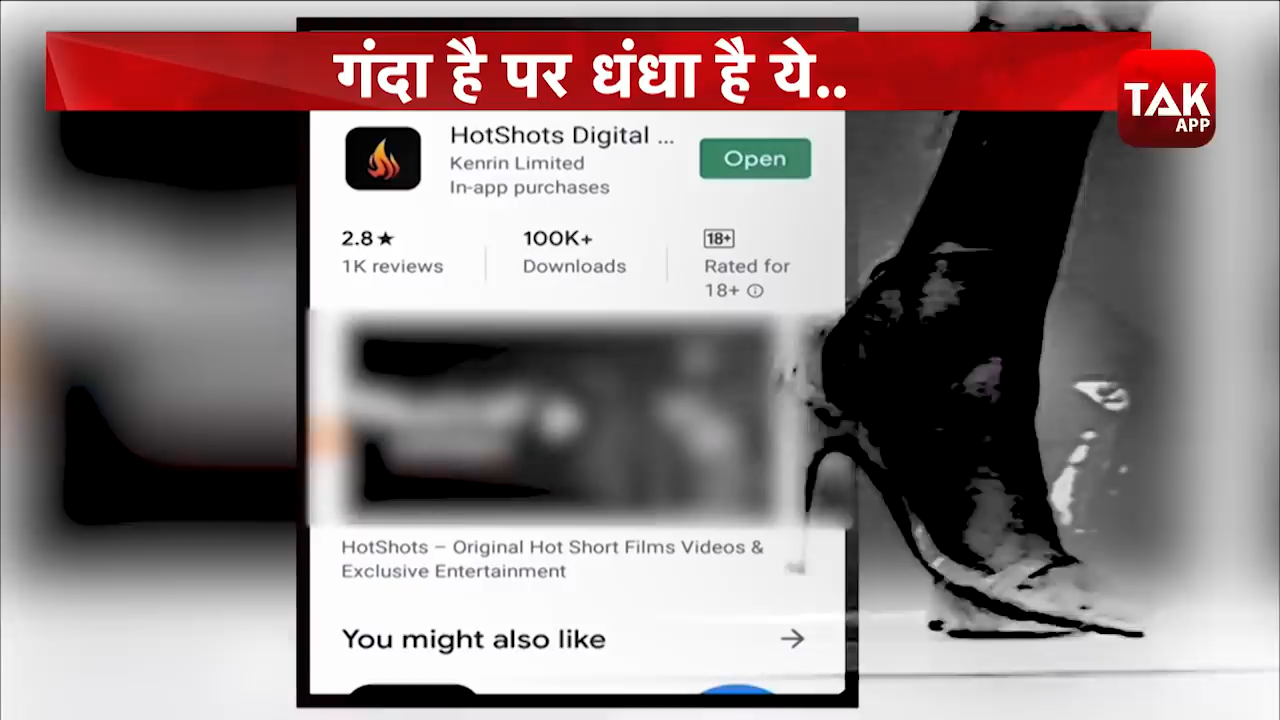 गंदा है पर धंधा है ये..
TAK
APP
HotShots Digital ...
Kenrin Limited
In-app purchases
Open
2.8★
1K reviews
100K+
Downloads
18+
Rated for
18+
HotShots – Original Hot Short Films Videos &
Exclusive Entertainment
You might also like